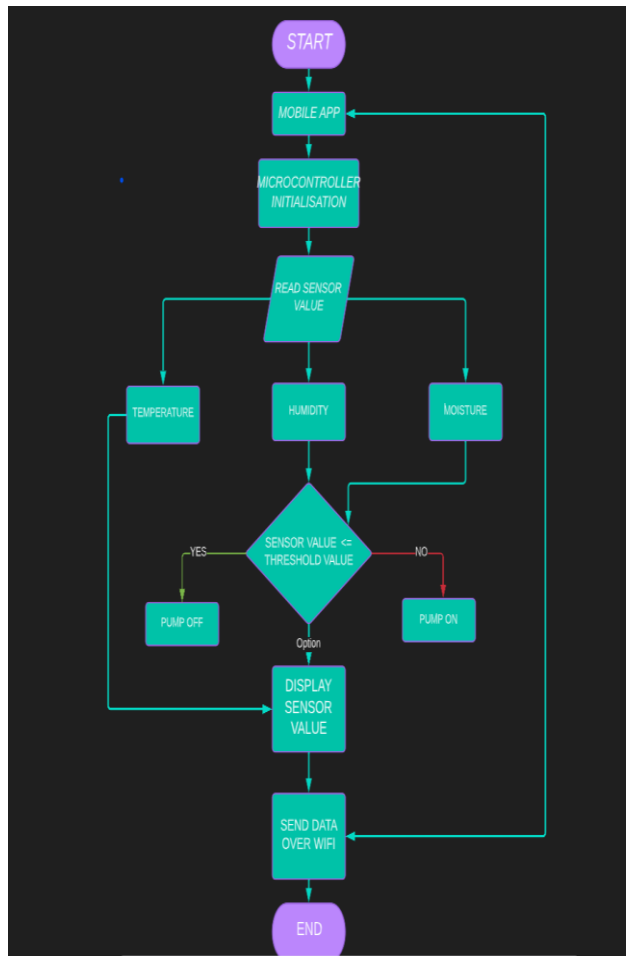 START
MOBILE APP
MICROCONTROLLER
INITIALISATION
READ SENSOR
VALUE
TEMPERATURE
HUMIDITY
MOISTURE
SENSOR VALUE <=
THRESHOLD VALUE
YES
NO
PUMP OFF
PUMP ON
Option
DISPLAY
SENSOR
VALUE
SEND DATA
OVER WIFI
END